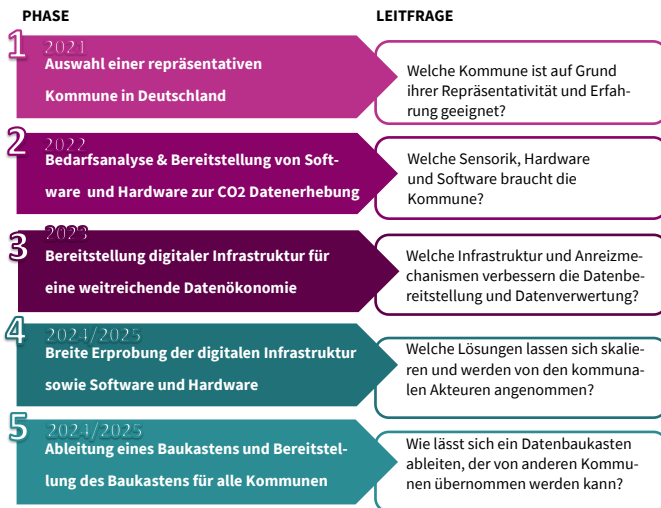 PHASE
LEITFRAGE
1
2021
Auswahl einer repräsentativen
Kommune in Deutschland
Welche Kommune ist auf Grund
ihrer Repräsentativität und Erfah-
rung geeignet?
2
2022
Bedarfsanalyse & Bereitstellung von Soft-
ware und Hardware zur CO2 Datenerhebung
Welche Sensorik, Hardware
und Software braucht die
Kommune?
3
2023
Bereitstellung digitaler Infrastruktur für
eine weitreichende Datenökonomie
Welche Infrastruktur und Anreizme-
chanismen verbessern die Datenbe-
reitstellung und Datenverwertung?
4
2024/2025
Breite Erprobung der digitalen Infrastruktur
sowie Software und Hardware
Welche Lösungen lassen sich skalie-
ren und werden von den kommuna-
len Akteuren angenommen?
5
2024/2025
Ableitung eines Baukastens und Bereitstel-
lung des Baukastens für alle Kommunen
Wie lässt sich ein Datenbaukasten
ableiten, der von anderen Kommu-
nen übernommen werden kann?